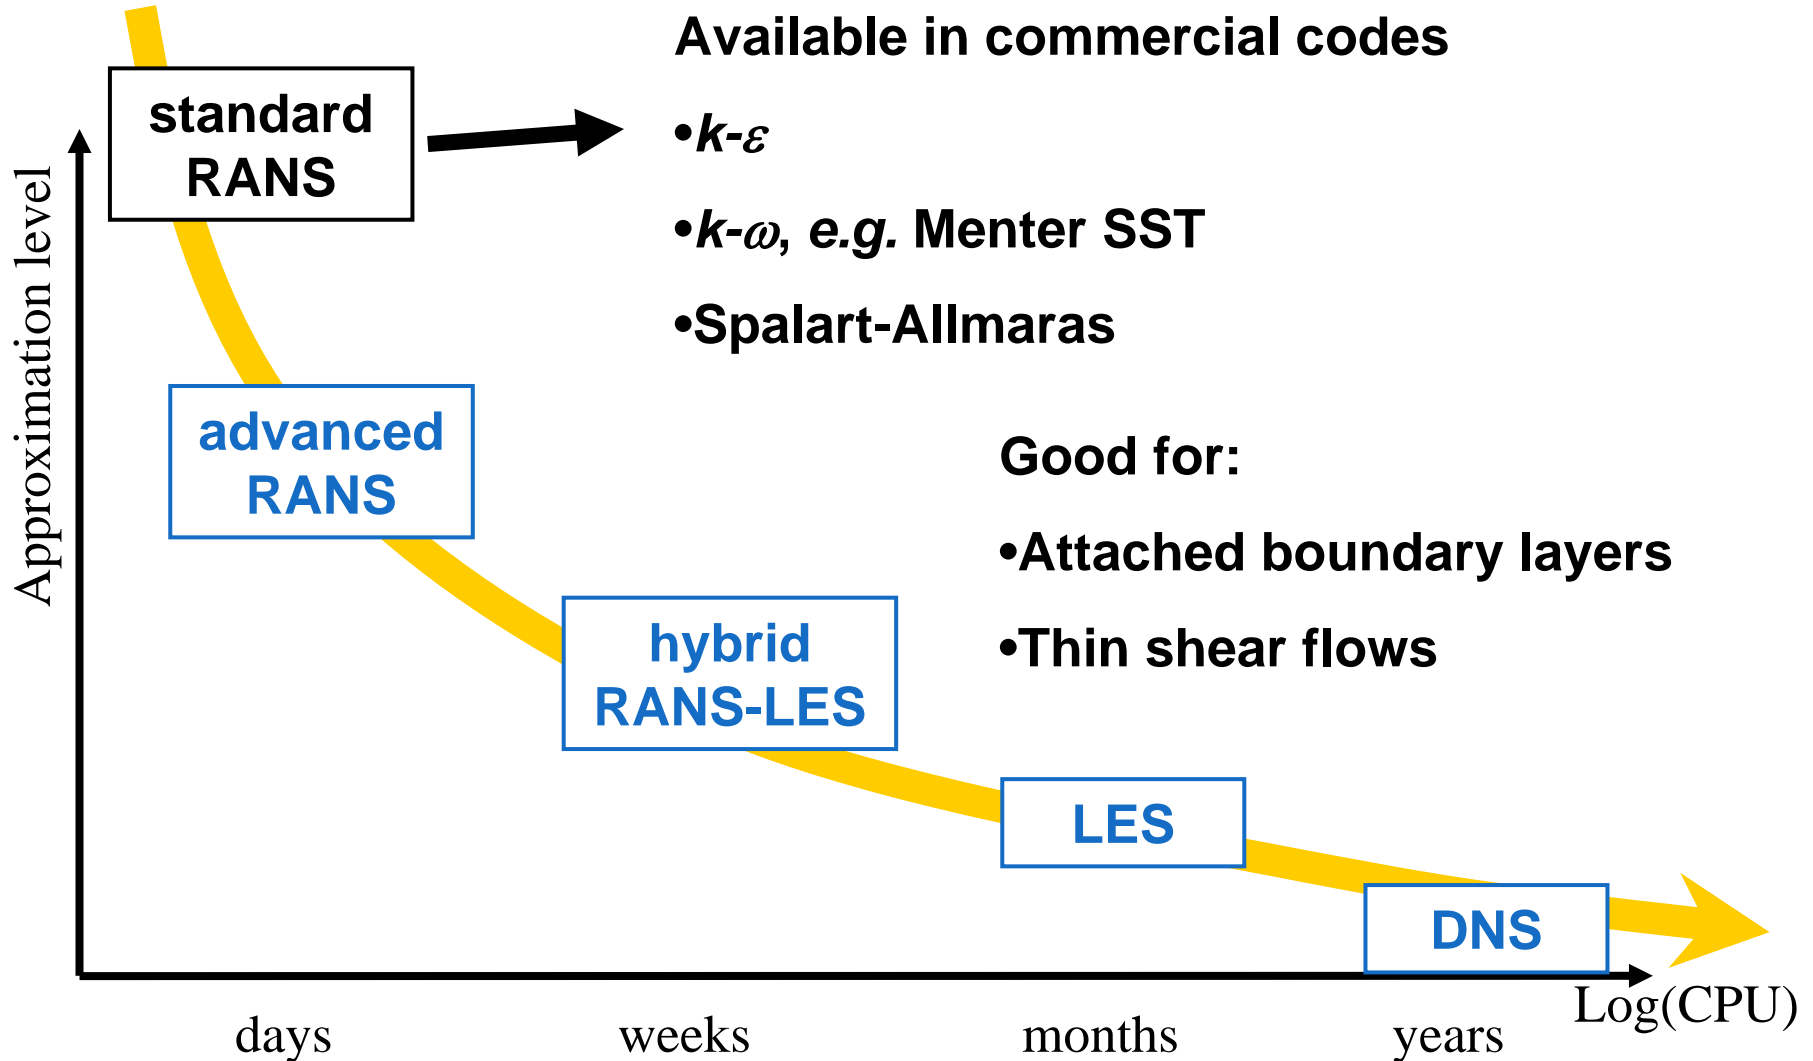 Available in commercial codes
standard
RANS
•k-ε
•k-ω, e.g. Menter SST
•Spalart-Allmaras
Approximation level
advanced
RANS
Good for:
•Attached boundary layers
•Thin shear flows
hybrid
RANS-LES
LES
DNS
Log(CPU)
days
weeks
months
years